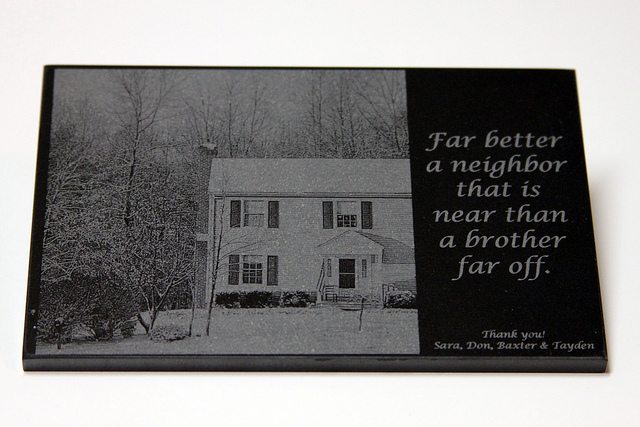 Far better
a neighbor
that is
near than
a brother
far off.
Thank you!
Sara, Don, Baxter & Tayden